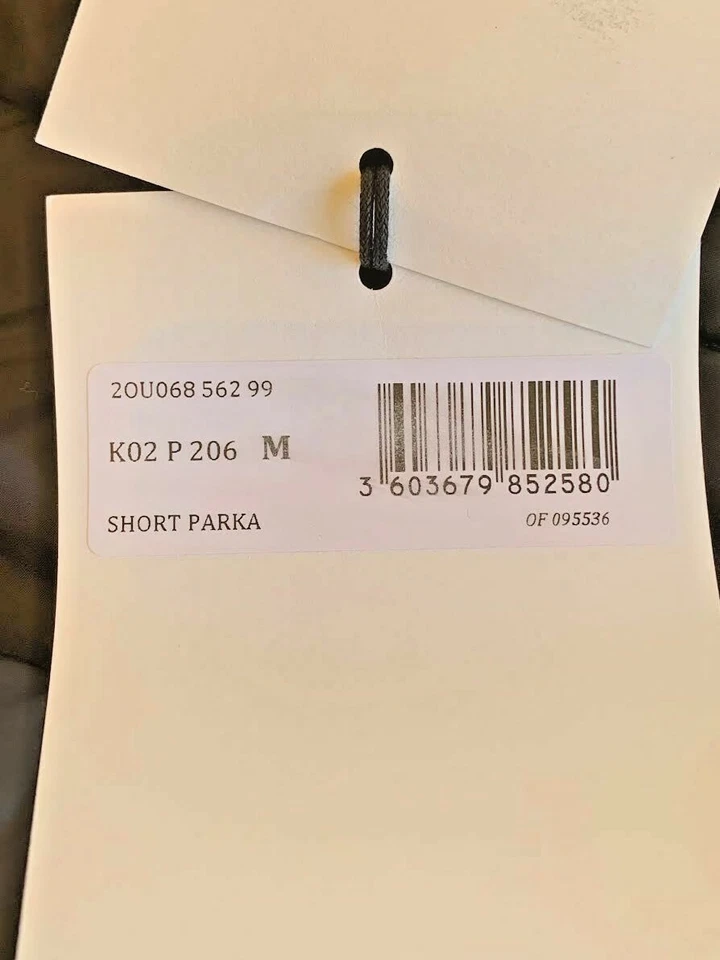 2OU068 562 99
K02 P 206 M
3 603679 852580
SHORT PARKA
OF 095536